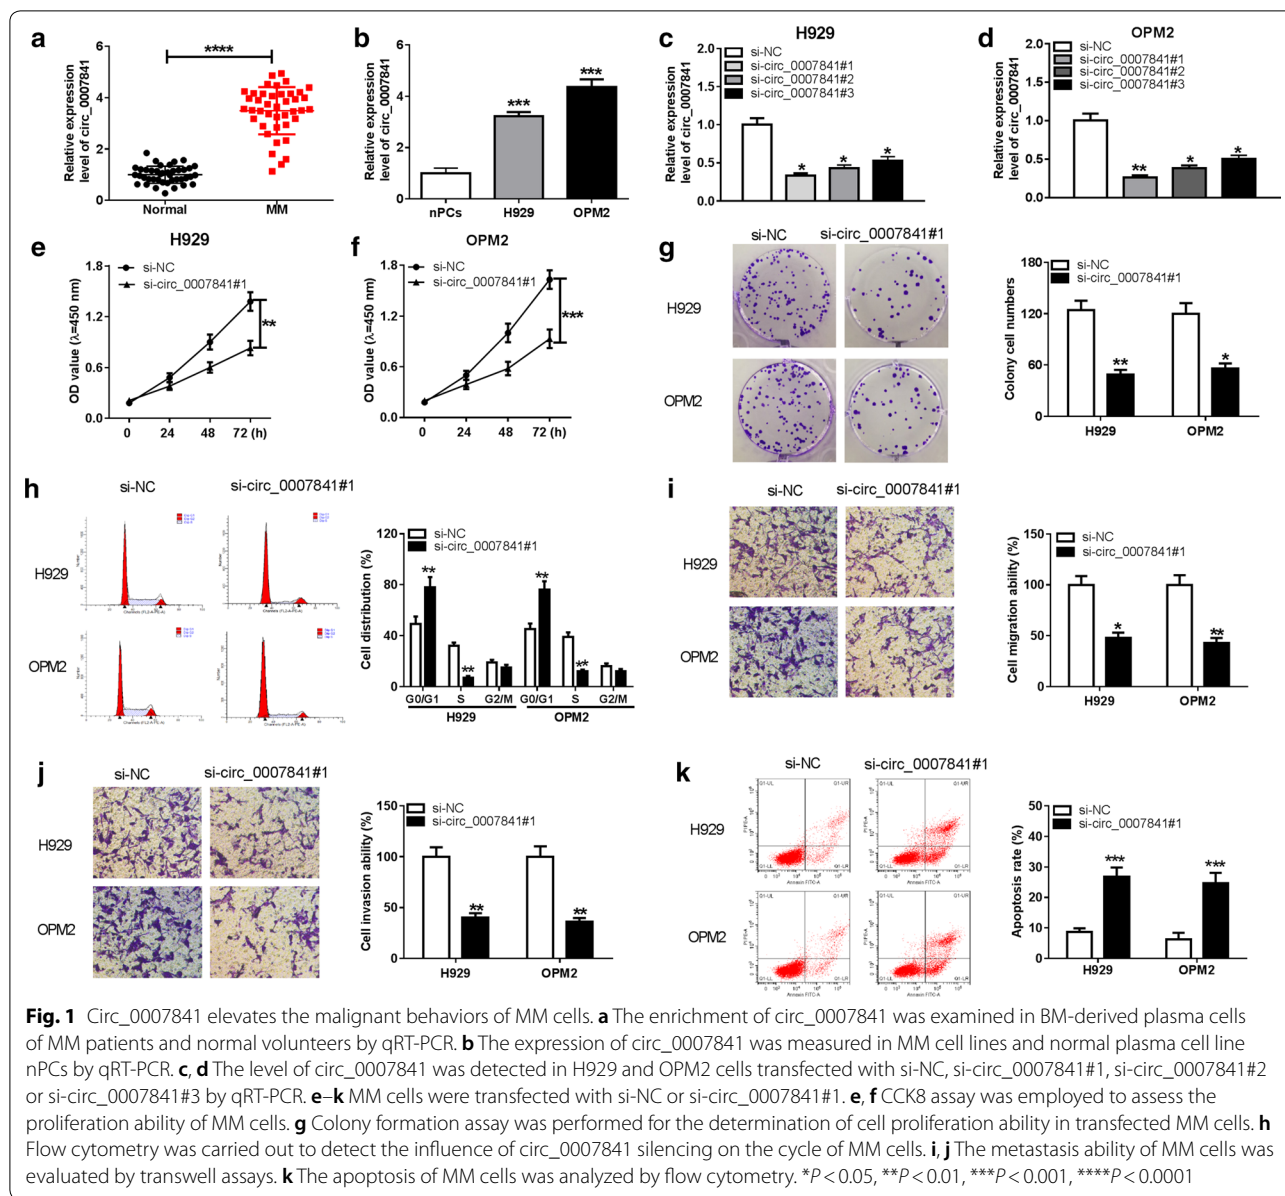 a
Relative expression
level of circ_0007841
6
4
2
0
****
Normal
MM
b
Relative expression
level of circ_0007841
6
4
2
0
***
***
nPCs
H929
OPM2
c
H929
Relative expression
level of circ_0007841
2.0
1.5
1.0
0.5
0.0
si-NC
si-circ_0007841#1
si-circ_0007841#2
si-circ_0007841#3
*
*
*
d
OPM2
Relative expression
level of circ_0007841
2.0
1.5
1.0
0.5
0.0
si-NC
si-circ_0007841#1
si-circ_0007841#2
si-circ_0007841#3
**
*
*
e
H929
OD value (λ=450 nm)
1.8
1.2
0.6
0.0
si-NC
si-circ_0007841#1
**
0 24 48 72 (h)
f
OPM2
OD value (λ=450 nm)
1.8
1.2
0.6
0.0
si-NC
si-circ_0007841#1
***
0 24 48 72 (h)
g
si-NC
si-circ_0007841#1
H929
OPM2
Colony cell numbers
180
120
60
0
si-NC
si-circ_0007841#1
**
*
H929
OPM2
h
si-NC
si-circ_0007841#1
H929
OPM2
Cell distribution (%)
120
80
40
0
si-NC
si-circ_0007841#1
**
**
**
**
G0/G1 S G2/M G0/G1 S G2/M
H929
OPM2
i
si-NC
si-circ_0007841#1
H929
OPM2
Cell migration ability (%)
150
100
50
0
si-NC
si-circ_0007841#1
*
**
H929
OPM2
j
si-NC
si-circ_0007841#1
H929
OPM2
Cell invasion ability (%)
150
100
50
0
si-NC
si-circ_0007841#1
**
**
H929
OPM2
k
si-NC
si-circ_0007841#1
H929
OPM2
Q1-UL
Q1-UR
Q1-LL
Q1-LR
Annexin FITC-A
Apoptosis rate (%)
50
40
30
20
10
0
si-NC
si-circ_0007841#1
***
***
H929
OPM2
Fig. 1 Circ_0007841 elevates the malignant behaviors of MM cells. a The enrichment of circ_0007841 was examined in BM-derived plasma cells
of MM patients and normal volunteers by qRT-PCR. b The expression of circ_0007841 was measured in MM cell lines and normal plasma cell line
nPCs by qRT-PCR. c, d The level of circ_0007841 was detected in H929 and OPM2 cells transfected with si-NC, si-circ_0007841#1, si-circ_0007841#2
or si-circ_0007841#3 by qRT-PCR. e–k MM cells were transfected with si-NC or si-circ_0007841#1. e, f CCK8 assay was employed to assess the
proliferation ability of MM cells. g Colony formation assay was performed for the determination of cell proliferation ability in transfected MM cells. h
Flow cytometry was carried out to detect the influence of circ_0007841 silencing on the cycle of MM cells. i, j The metastasis ability of MM cells was
evaluated by transwell assays. k The apoptosis of MM cells was analyzed by flow cytometry. *P < 0.05, **P < 0.01, ***P < 0.001, ****P < 0.0001